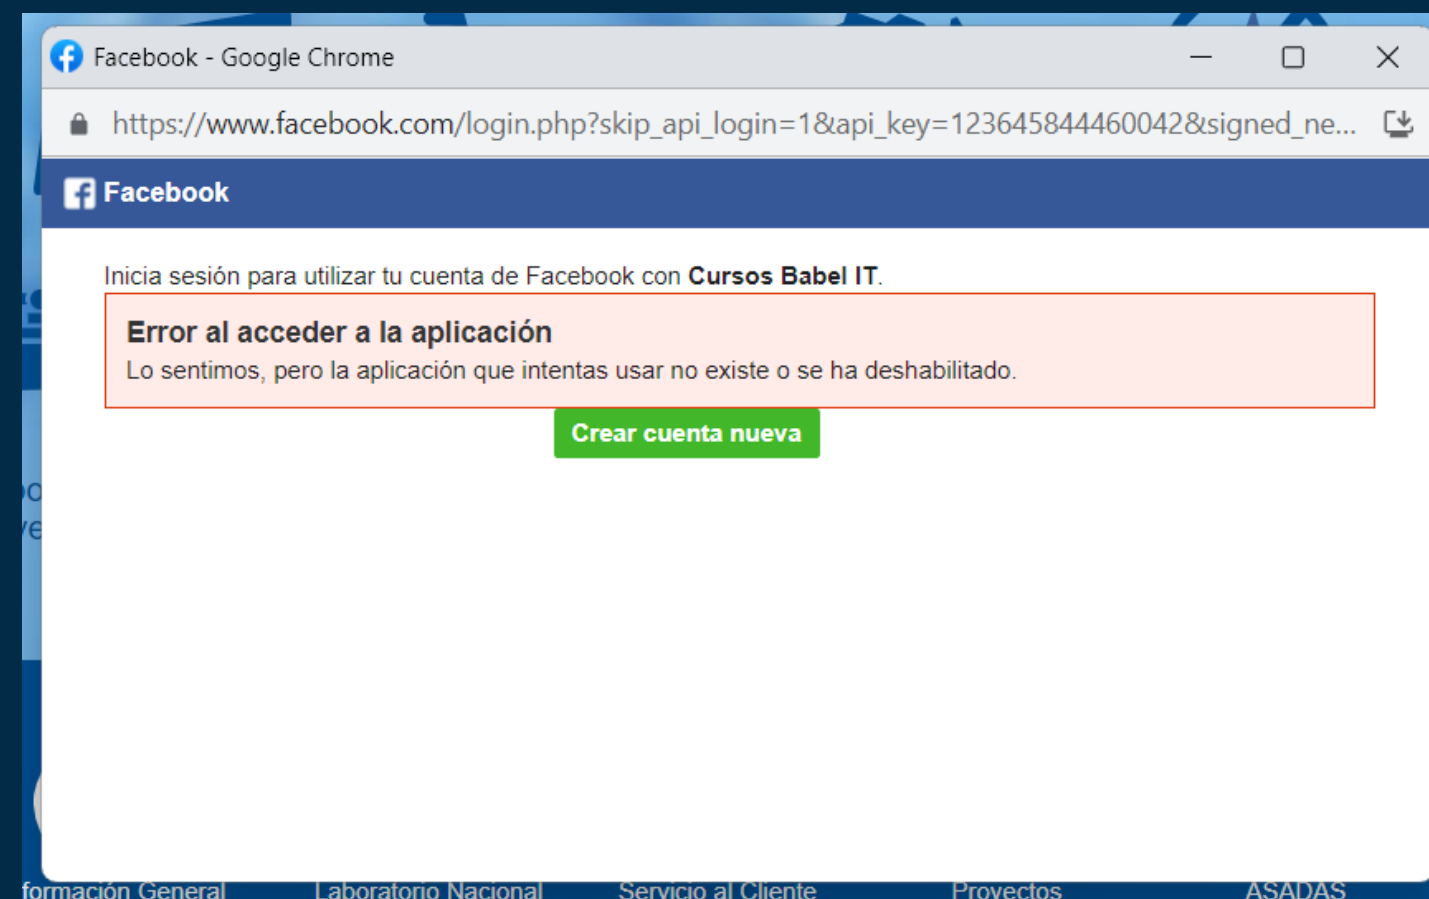 Facebook - Google Chrome
https://www.facebook.com/login.php?skip_api_login=1&api_key=123645844460042&signed_ne...
Facebook
Inicia sesión para utilizar tu cuenta de Facebook con Cursos Babel IT.
Error al acceder a la aplicación
Lo sentimos, pero la aplicación que intentas usar no existe o se ha deshabilitado.
Crear cuenta nueva
formación General Laboratorio Nacional Servicio al Cliente Proyectos ASADAS